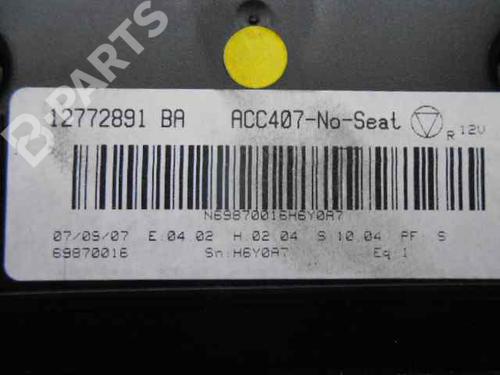 B PARTS
12772891 BA ACC407-No-Seat R 12V
N69870016H6Y0A7
07/09/07 E:04.02 H:02.04 S:10.04 PF: S
69870016 Sn:H6Y0A7 Eq:1